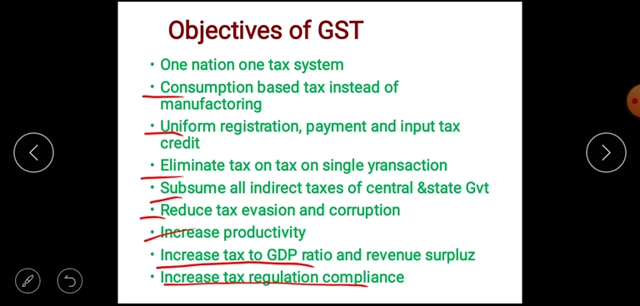 Objectives of GST
• One nation one tax system
• Consumption based tax instead of
manufactoring
• Uniform registration, payment and input tax
credit
• Eliminate tax on tax on single yransaction
• Subsume all indirect taxes of central &state Gvt
• Reduce tax evasion and corruption
• Increase productivity
• Increase tax to GDP ratio and revenue surpluz
• Increase tax regulation compliance